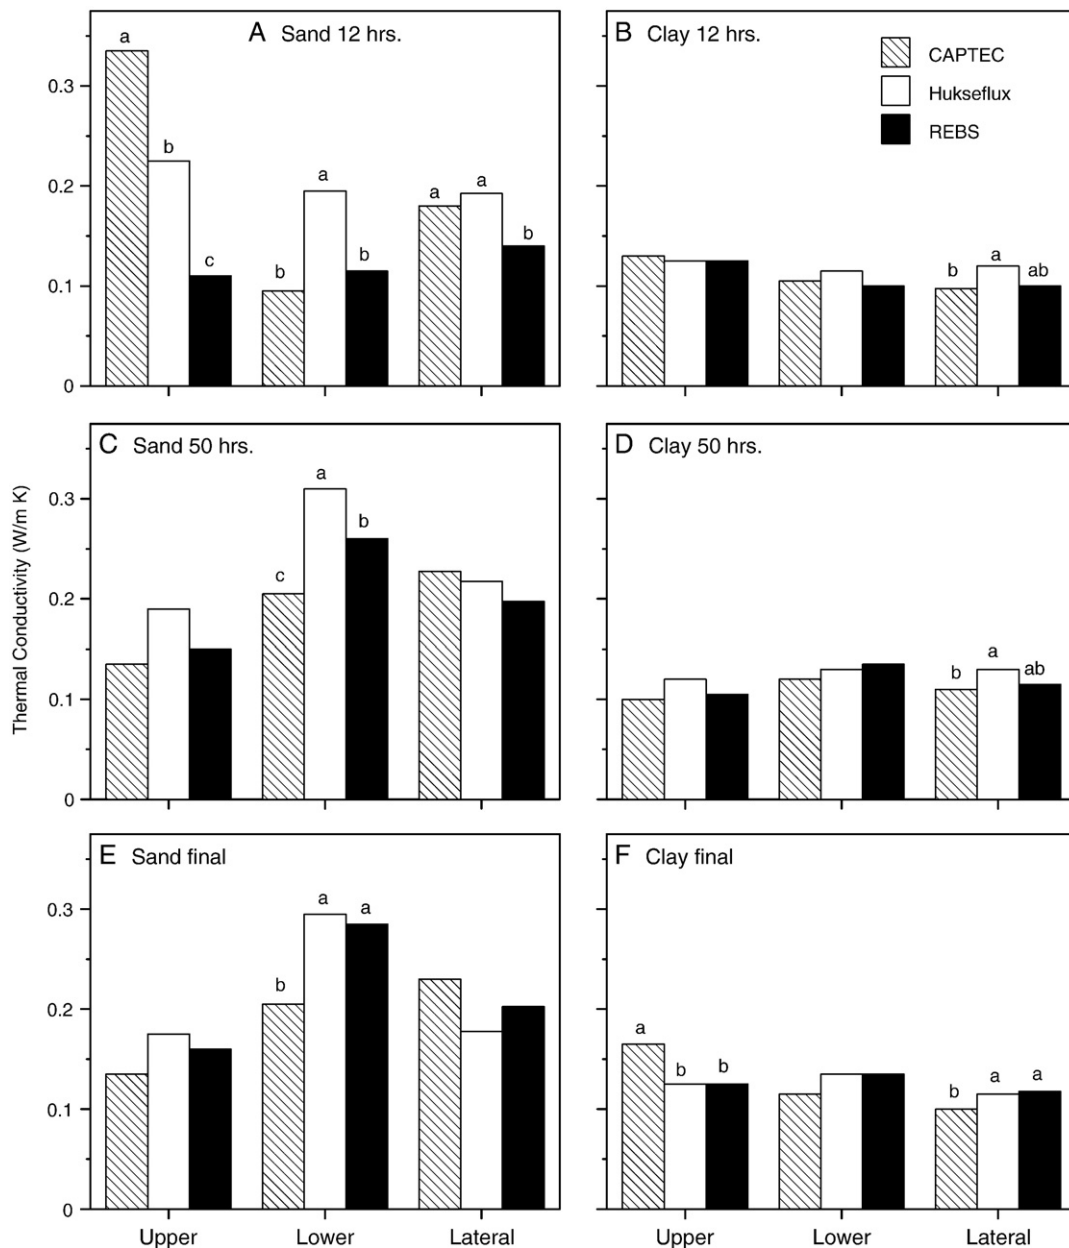 A Sand 12 hrs.
a
b
c
b
a
b
a
a
b
0.3
0.2
0.1
0
B Clay 12 hrs.
CAPTEC
Hukseflux
REBS
b
a
ab
C Sand 50 hrs.
c
a
b
0.3
0.2
0.1
0
D Clay 50 hrs.
b
a
ab
Thermal Conductivity (W/m K)
E Sand final
b
a
a
0.3
0.2
0.1
0
Upper Lower Lateral
F Clay final
a
b
b
b
a
a
Upper Lower Lateral